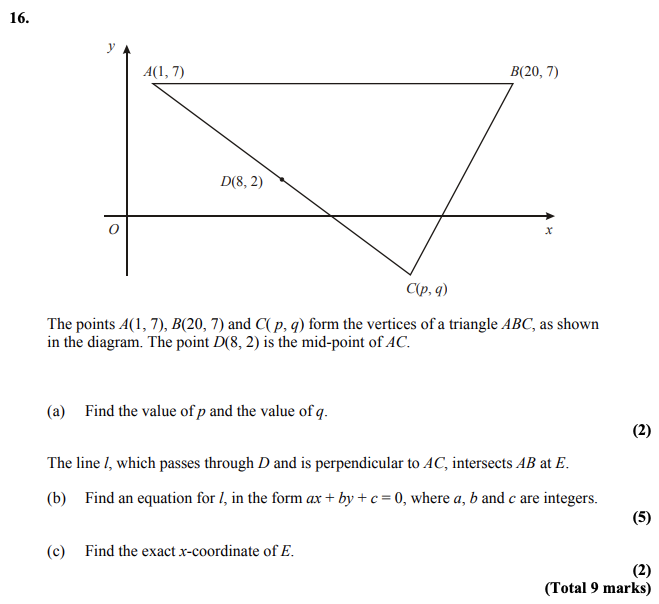 16.
y
A(1, 7)
B(20, 7)
D(8, 2)
O
x
C(p, q)
The points A(1, 7), B(20, 7) and C( p, q) form the vertices of a triangle ABC, as shown
in the diagram. The point D(8, 2) is the mid-point of AC.
(a) Find the value of p and the value of q.
(2)
The line l, which passes through D and is perpendicular to AC, intersects AB at E.
(b) Find an equation for l, in the form ax + by + c = 0, where a, b and c are integers.
(5)
(c) Find the exact x-coordinate of E.
(2)
(Total 9 marks)